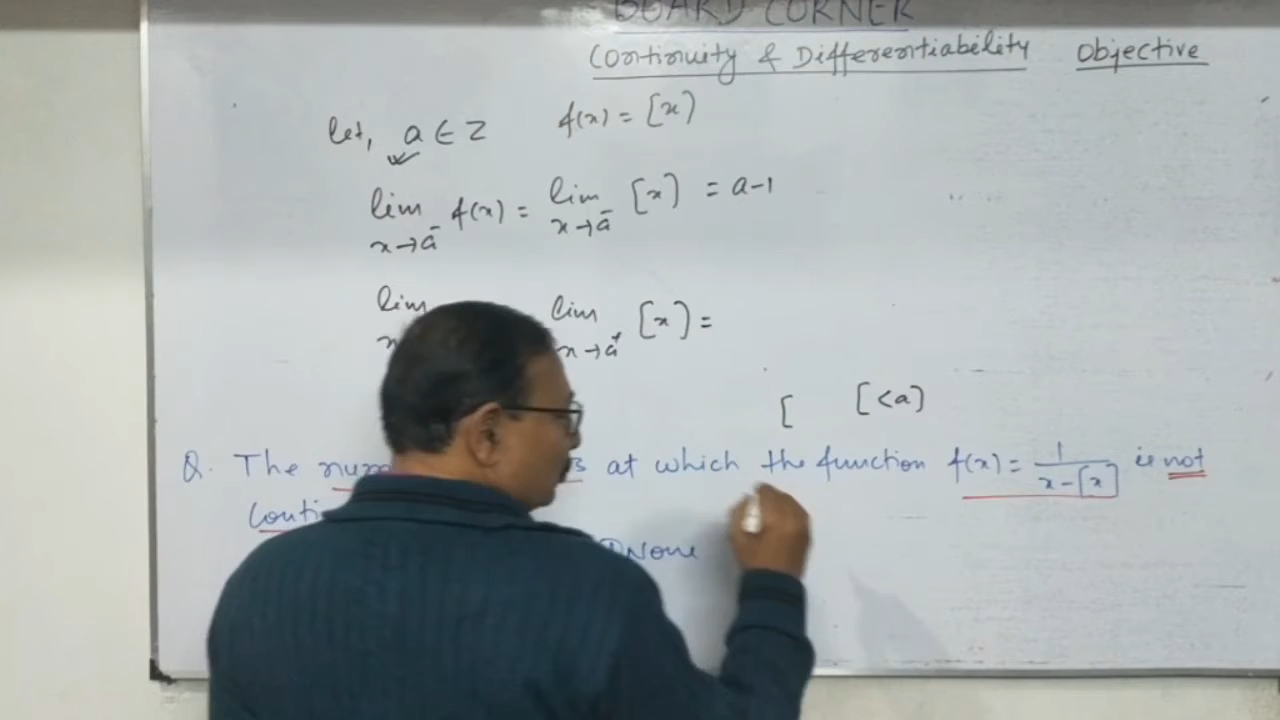 BOARD CORNER
Continuity & Differentiability Objective
let, a ∈ Z f(x) = [x]
lim x→a⁻ f(x) = lim x→a⁻ [x] = a-1
lim lim x→a⁺ [x] =
[ [<a)
Q. The at which the function f(x) = 1/(x-[x]) is not
None